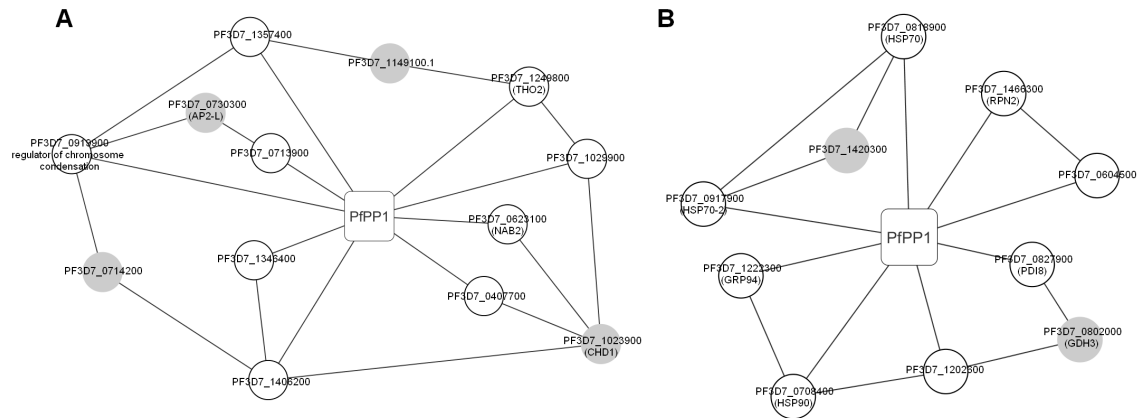 A
PF3D7_1357400
PF3D7_1149100.1
PF3D7_1249800
(THO2)
PF3D7_0730300
(AP2-L)
PF3D7_0919900
regulator of chromosome
condensation
PF3D7_0713900
PF3D7_1029900
PfPP1
PF3D7_0623100
(NAB2)
PF3D7_1346400
PF3D7_0714200
PF3D7_0407700
PF3D7_1023900
(CHD1)
PF3D7_1406200
B
PF3D7_0818900
(HSP70)
PF3D7_1466300
(RPN2)
PF3D7_1420300
PF3D7_0604500
PF3D7_0917900
(HSP70-2)
PfPP1
PF3D7_1222300
(GRP94)
PF3D7_0827900
(PDI8)
PF3D7_0802000
(GDH3)
PF3D7_1202600
PF3D7_0708400
(HSP90)